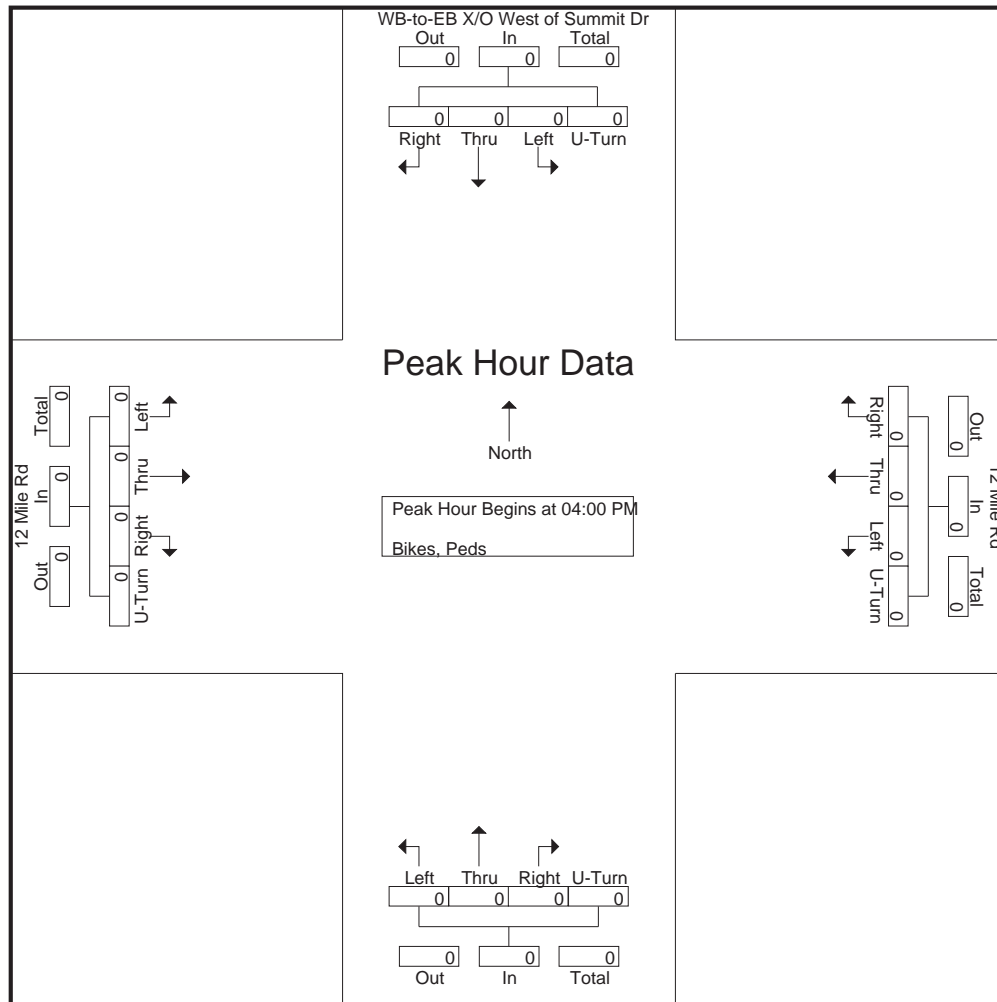 WB-to-EB X/O West of Summit Dr
Out In Total
0 0 0
0 0 0 0
Right Thru Left U-Turn
Peak Hour Data
North
Peak Hour Begins at 04:00 PM
Bikes, Peds
12 Mile Rd
Out In Total
0 0 0
0 0 0 0
U-Turn Right Thru Left
12 Mile Rd
Out In Total
0 0 0
0 0 0 0
Right Thru Left U-Turn
Left Thru Right U-Turn
0 0 0 0
0 0 0
Out In Total